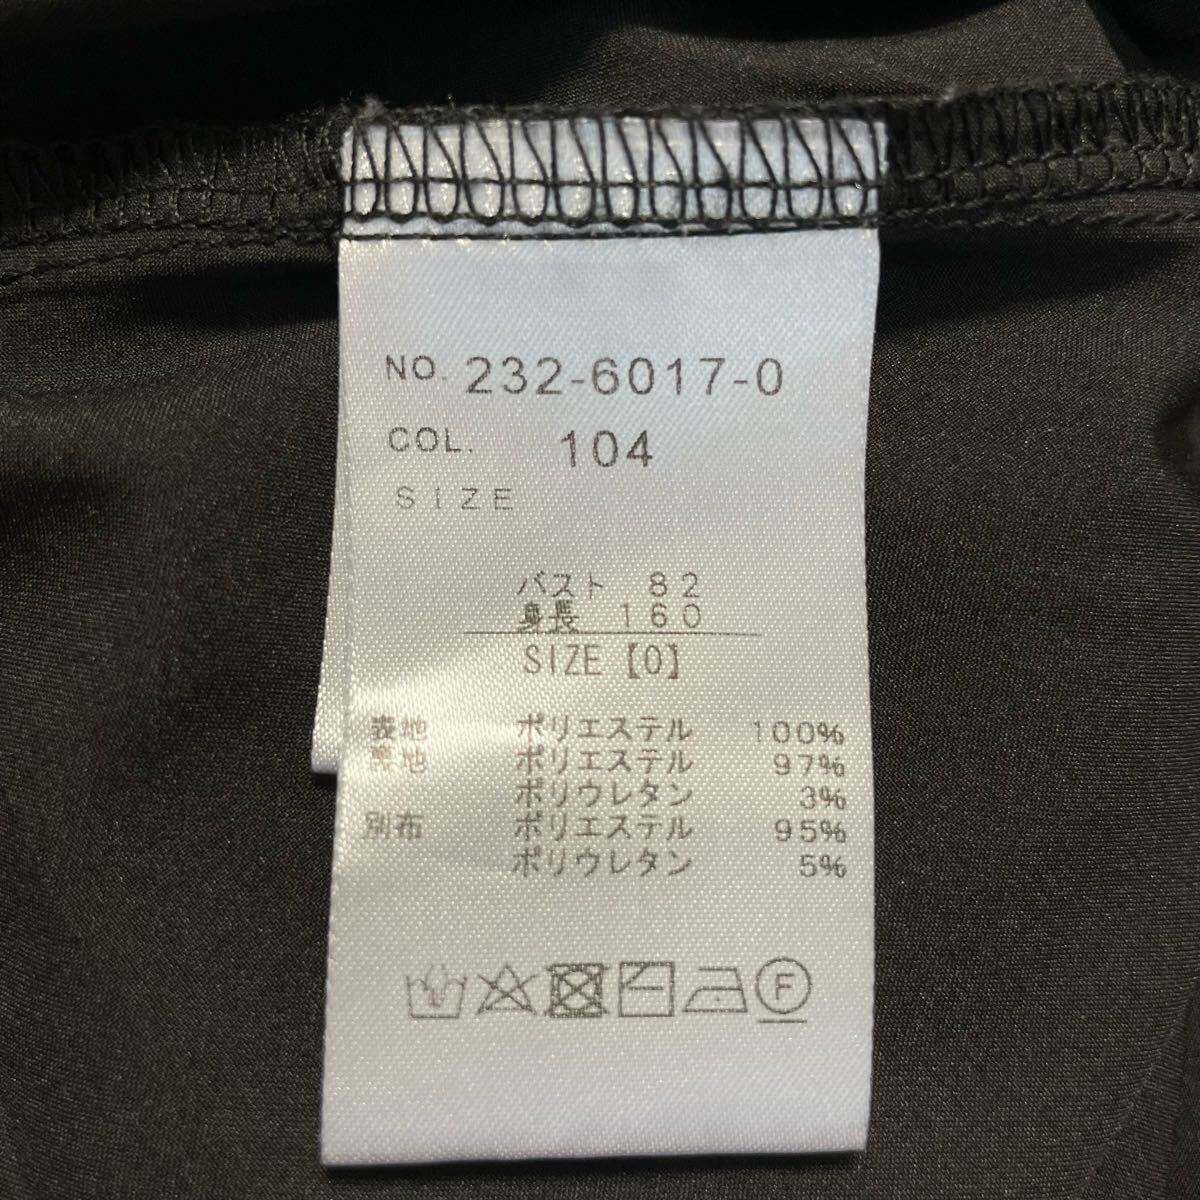 NO. 232-6017-0
COL. 104
SIZE
バスト 82
身長 160
SIZE【0】
表地 ポリエステル 100%
裏地 ポリエステル 97%
ポリウレタン 3%
別布 ポリエステル 95%
ポリウレタン 5%
F